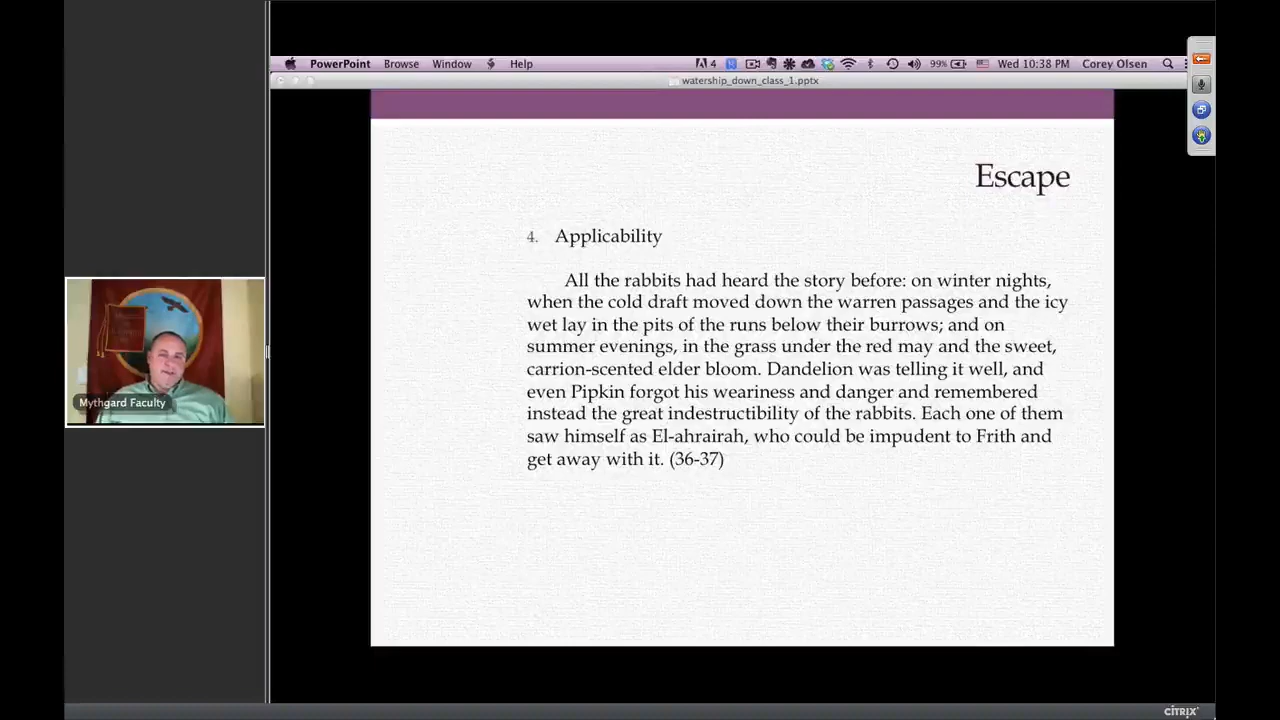 PowerPoint Browse Window Help 4 99% Wed 10:38 PM Corey Olsen
watership_down_class_1.pptx
Escape
4. Applicability
All the rabbits had heard the story before: on winter nights,
when the cold draft moved down the warren passages and the icy
wet lay in the pits of the runs below their burrows; and on
summer evenings, in the grass under the red may and the sweet,
carrion-scented elder bloom. Dandelion was telling it well, and
even Pipkin forgot his weariness and danger and remembered
instead the great indestructibility of the rabbits. Each one of them
saw himself as El-ahrairah, who could be impudent to Frith and
get away with it. (36-37)
Mythgard Faculty
CITRIX